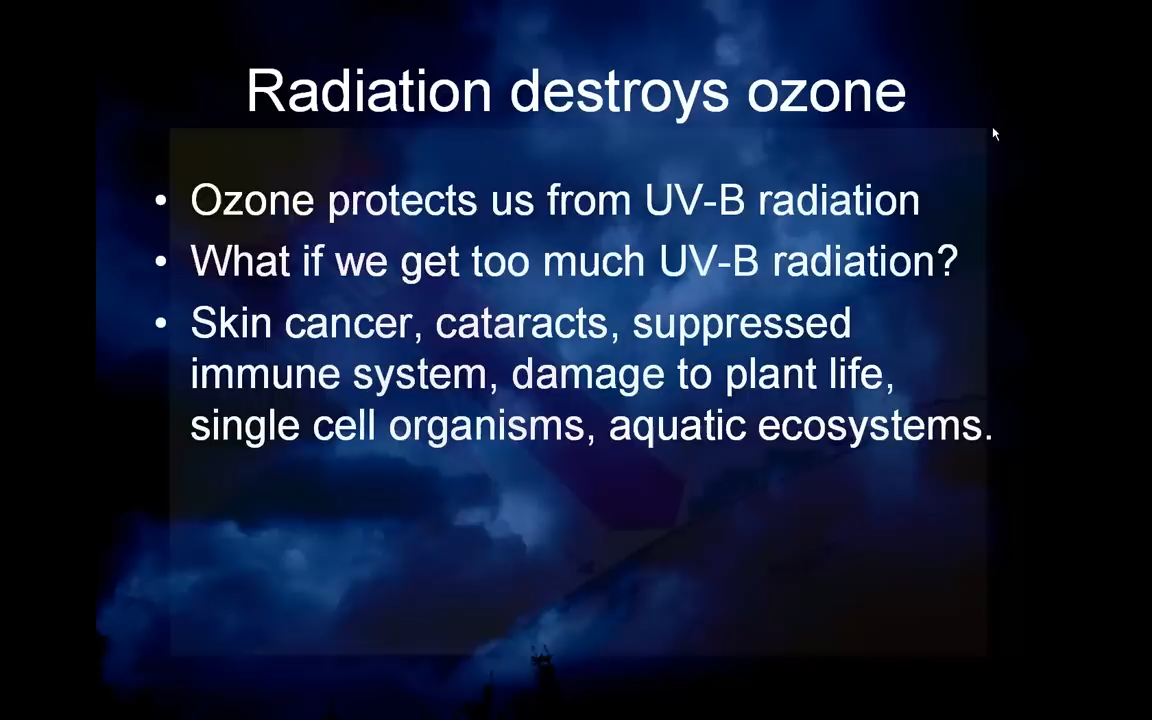 Radiation destroys ozone
• Ozone protects us from UV-B radiation
• What if we get too much UV-B radiation?
• Skin cancer, cataracts, suppressed
immune system, damage to plant life,
single cell organisms, aquatic ecosystems.